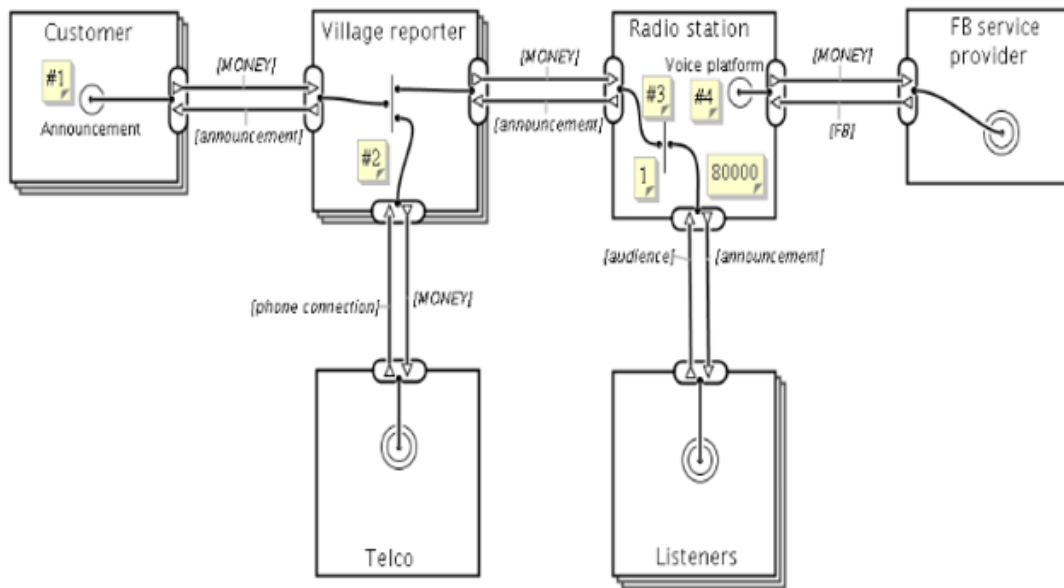 Customer
#1
Announcement
[MONEY]
[announcement]
Village reporter
#2
[MONEY]
[announcement]
Radio station
Voice platform
#3
#4
1
80000
[MONEY]
[FB]
FB service
provider
[phone connection]
[MONEY]
[audience]
[announcement]
Telco
Listeners